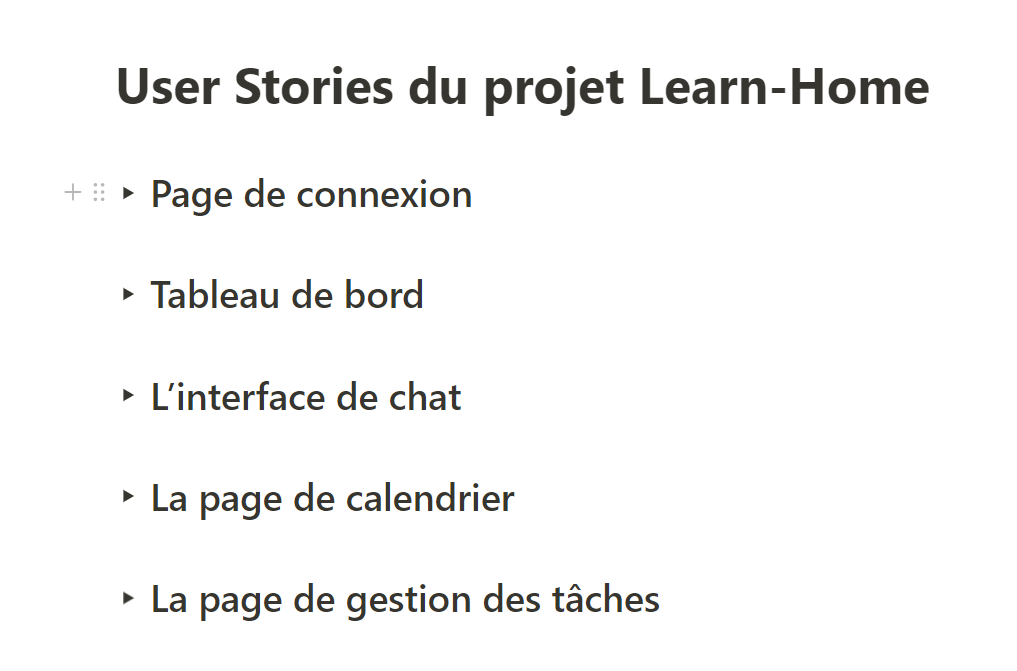 User Stories du projet Learn-Home
Page de connexion
Tableau de bord
L’interface de chat
La page de calendrier
La page de gestion des tâches